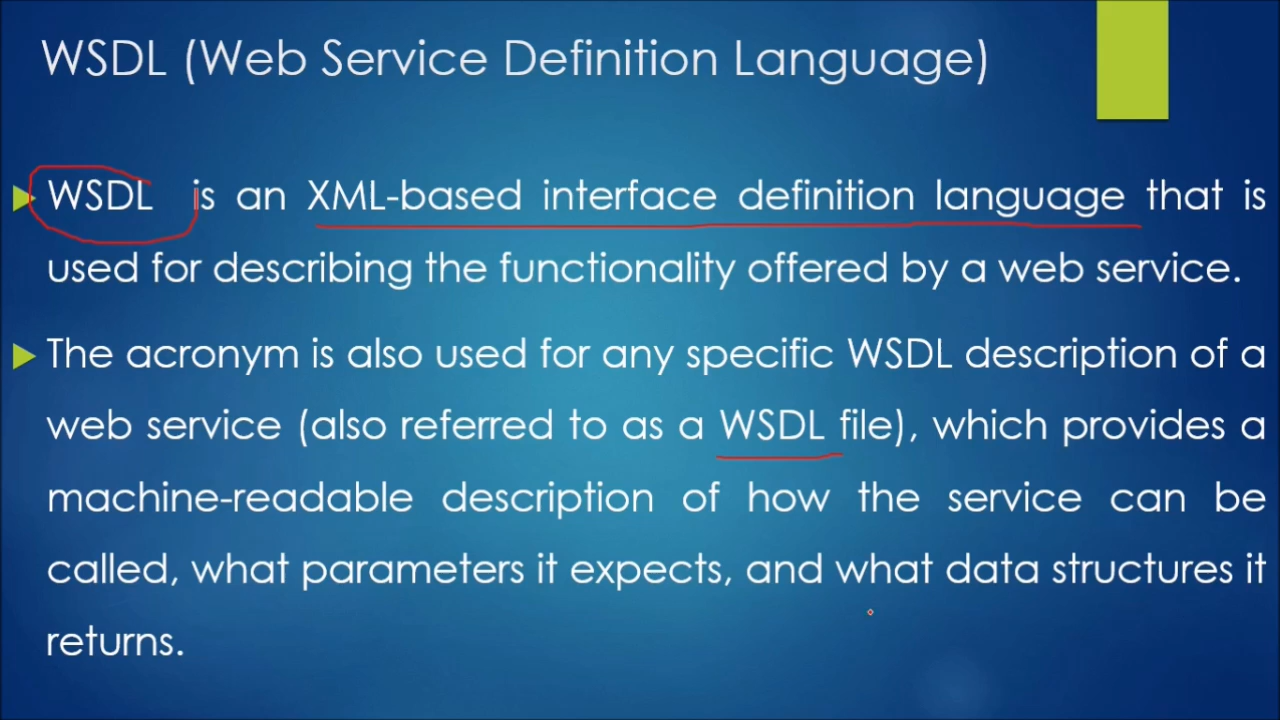 WSDL (Web Service Definition Language)
WSDL is an XML-based interface definition language that is
used for describing the functionality offered by a web service.
The acronym is also used for any specific WSDL description of a
web service (also referred to as a WSDL file), which provides a
machine-readable description of how the service can be
called, what parameters it expects, and what data structures it
returns.